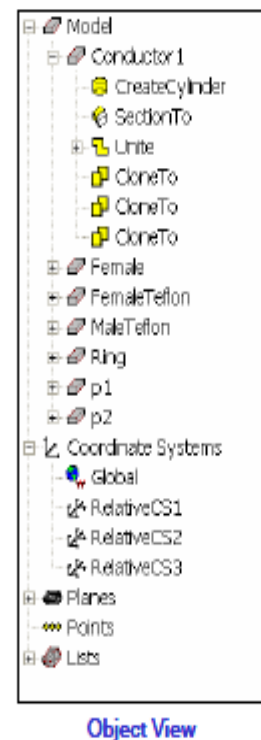 Model
Conductor1
CreateCylinder
SectionTo
Unite
CloneTo
CloneTo
CloneTo
Female
FemaleTeflon
MaleTeflon
Ring
p1
p2
Coordinate Systems
Global
RelativeCS1
RelativeCS2
RelativeCS3
Planes
Points
Lists
Object View